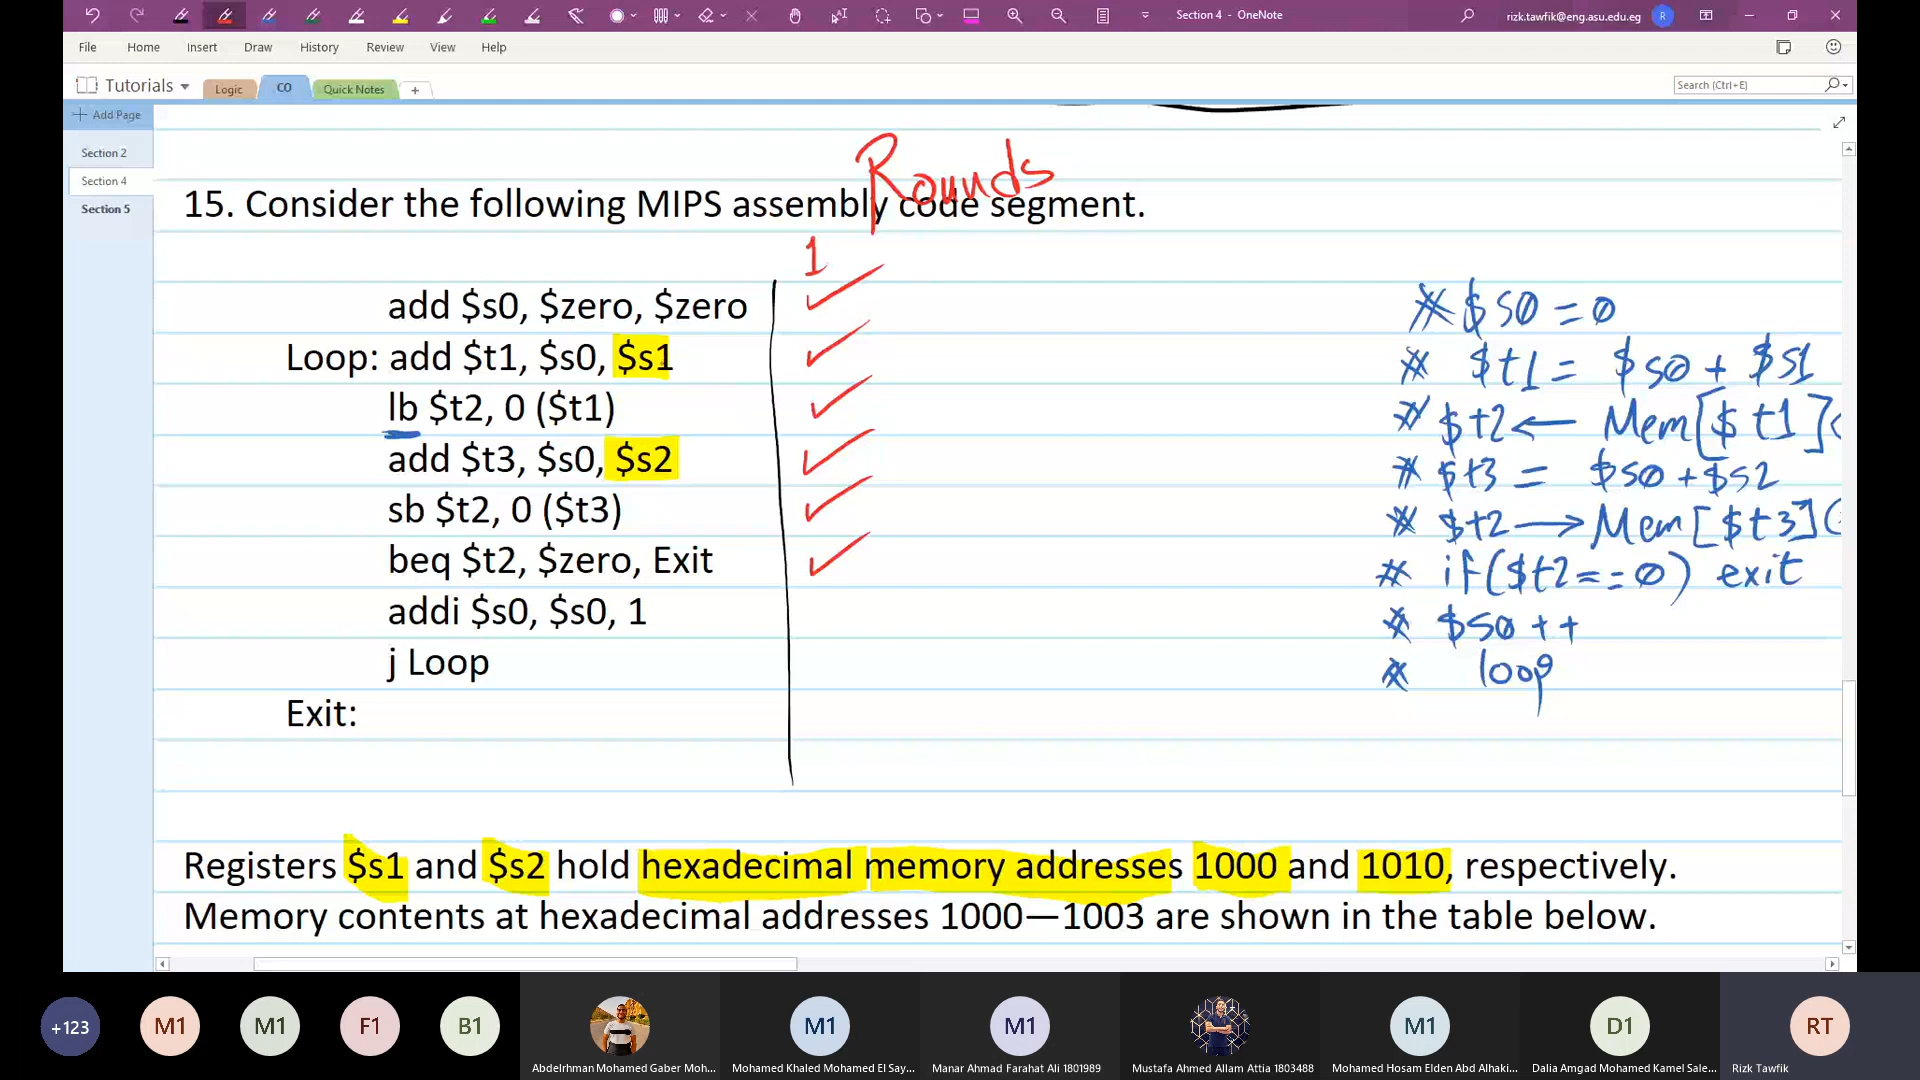 Section 4 - OneNote
rizk.tawfik@eng.asu.edu.eg
R
File Home Insert Draw History Review View Help
Tutorials Logic CO Quick Notes +
Search (Ctrl+E)
Add Page
Section 2
Section 4
Section 5
Rounds
15. Consider the following MIPS assembly code segment.
1
add $s0, $zero, $zero
* $s0 = 0
Loop: add $t1, $s0, $s1
* $t1 = $s0 + $s1
lb $t2, 0 ($t1)
* $t2 ← Mem[$t1](
add $t3, $s0, $s2
* $t3 = $s0 + $s2
sb $t2, 0 ($t3)
* $t2 → Mem[$t3](
beq $t2, $zero, Exit
* if($t2==0) exit
addi $s0, $s0, 1
* $s0++
j Loop
* loop
Exit:
Registers $s1 and $s2 hold hexadecimal memory addresses 1000 and 1010, respectively.
Memory contents at hexadecimal addresses 1000—1003 are shown in the table below.
+123 M1 M1 F1 B1 M1 M1 M1 D1 RT
Abdelrhman Mohamed Gaber Moh...
Mohamed Khaled Mohamed El Say...
Manar Ahmad Farahat Ali 1801989
Mustafa Ahmed Allam Attia 1803488
Mohamed Hosam Elden Abd Alhaki...
Dalia Amgad Mohamed Kamel Sale...
Rizk Tawfik